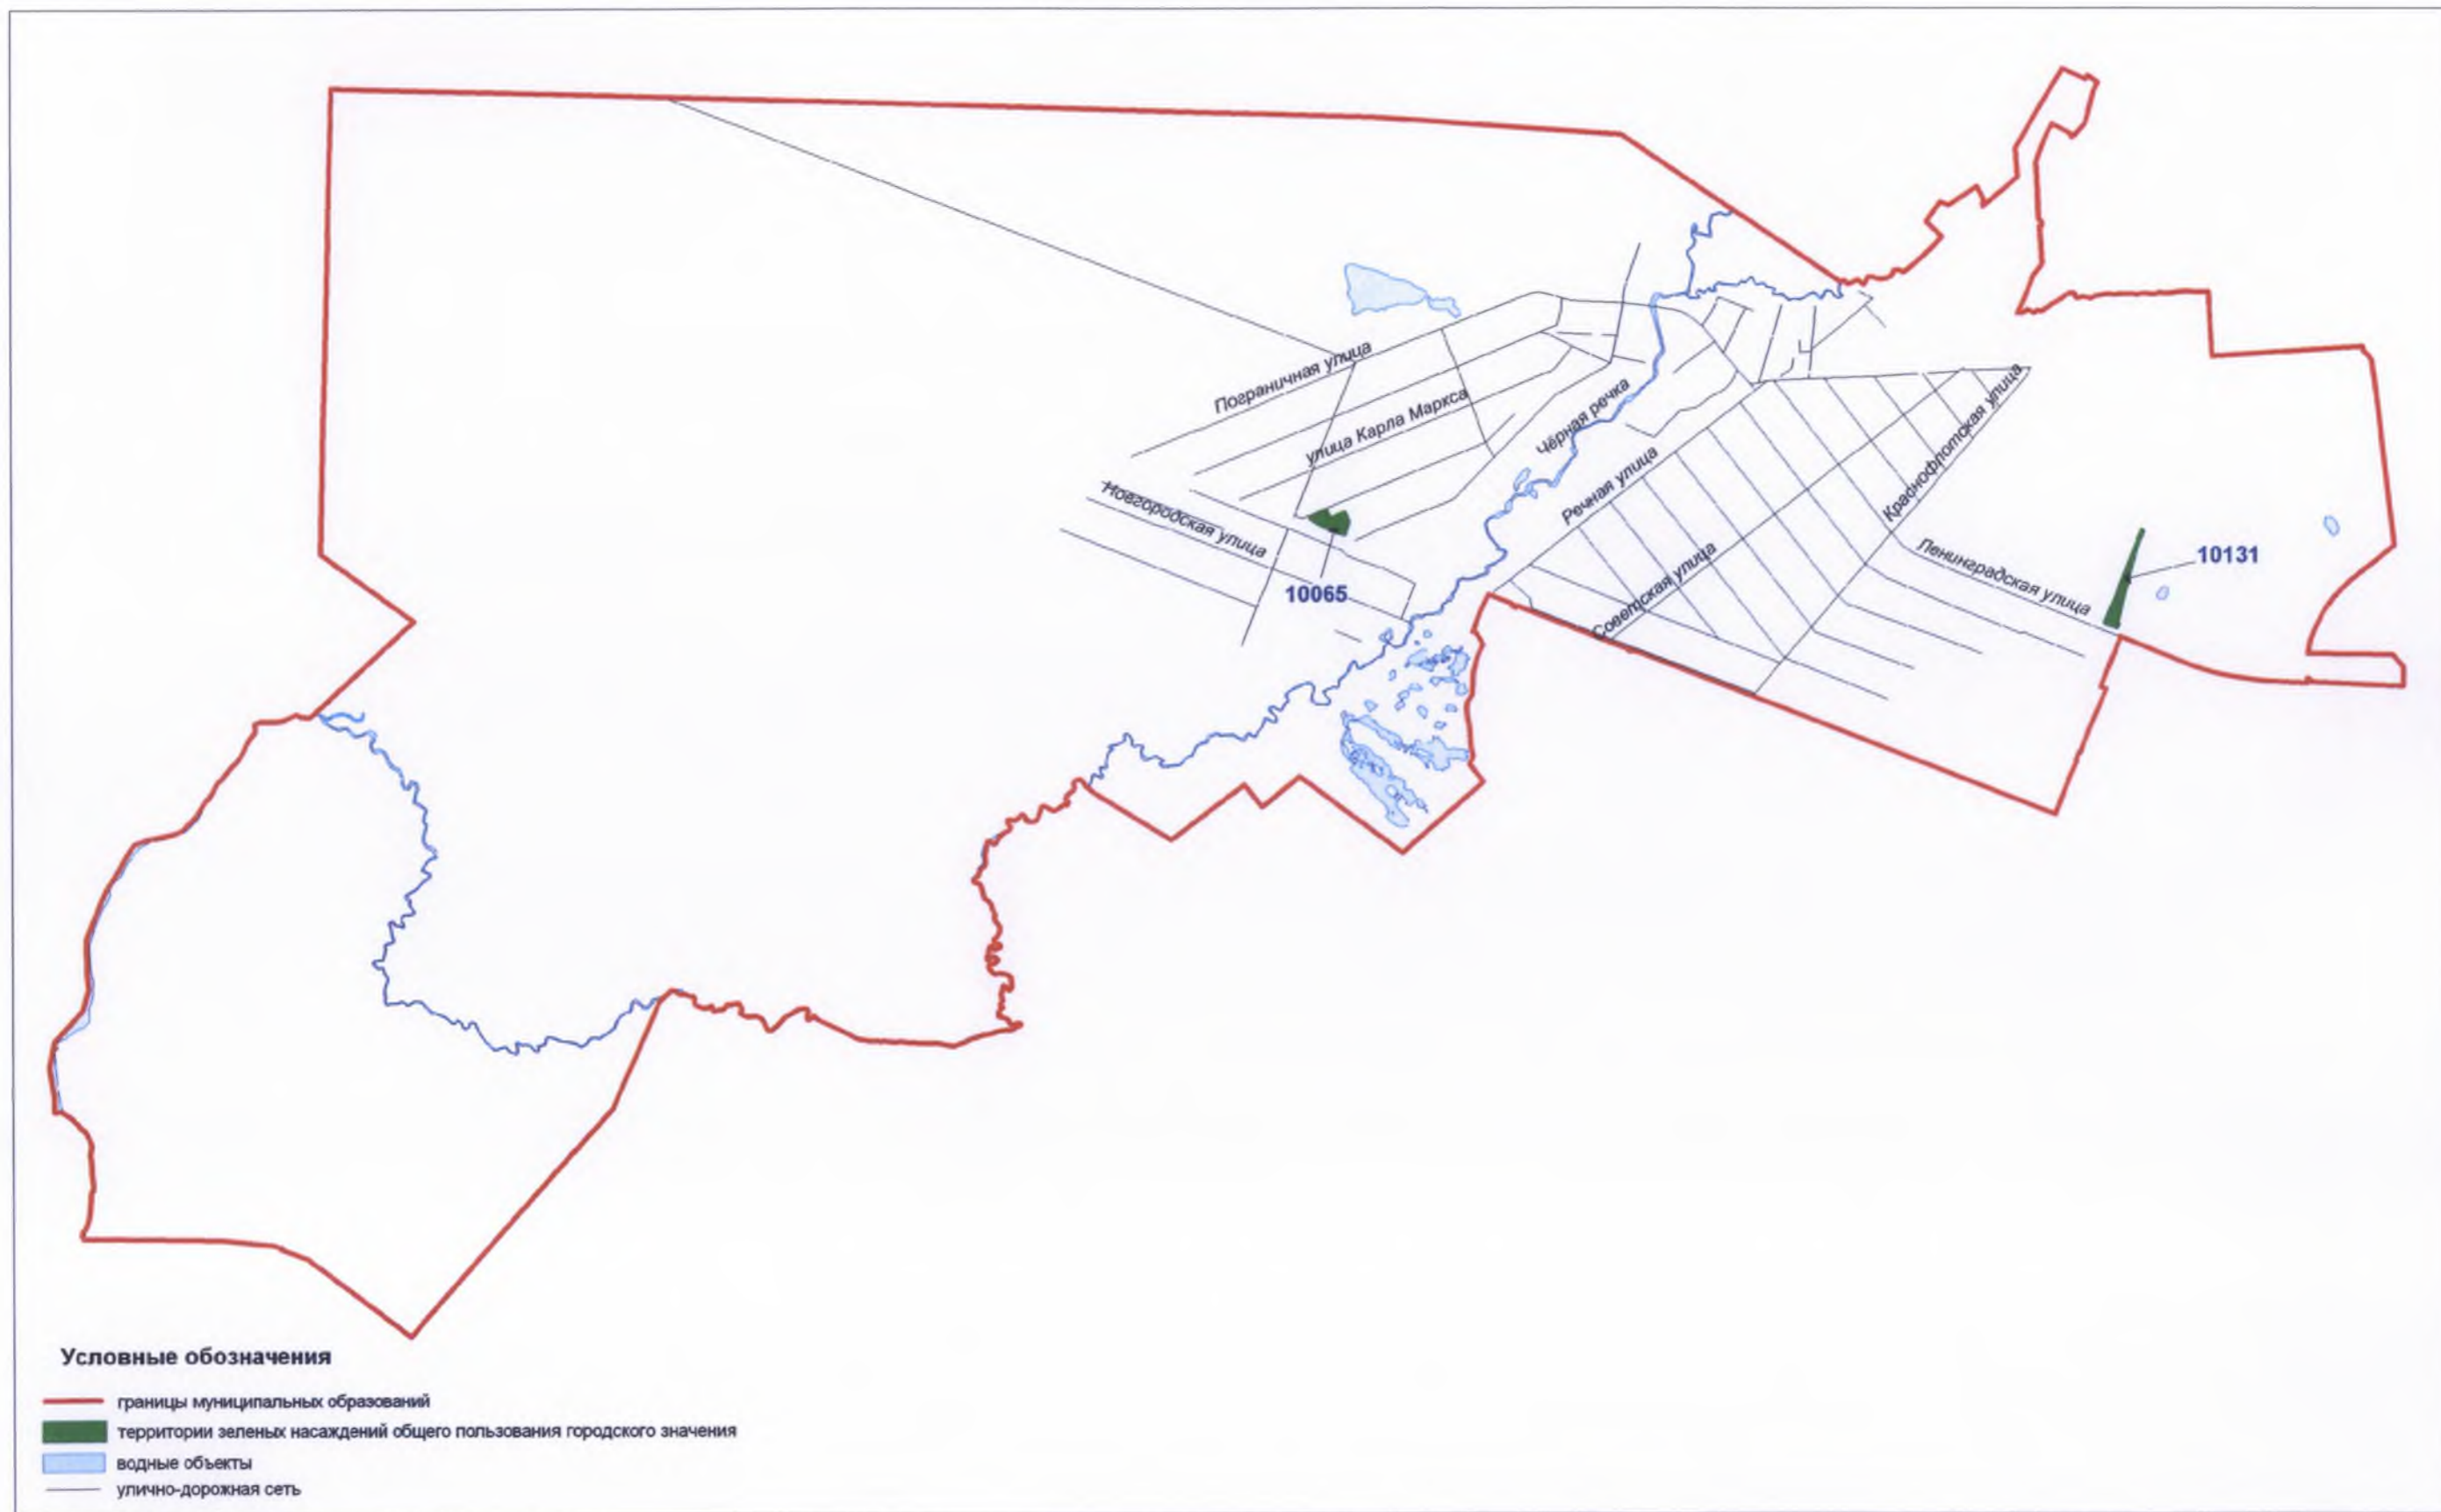 Пограничная улица
улица Карла Маркса
Чёрная речка
Новгородская улица
Речная улица
Краснофлотская улица
Советская улица
Ленинградская улица
10065
10131
Условные обозначения
границы муниципальных образований
территории зеленых насаждений общего пользования городского значения
водные объекты
улично-дорожная сеть